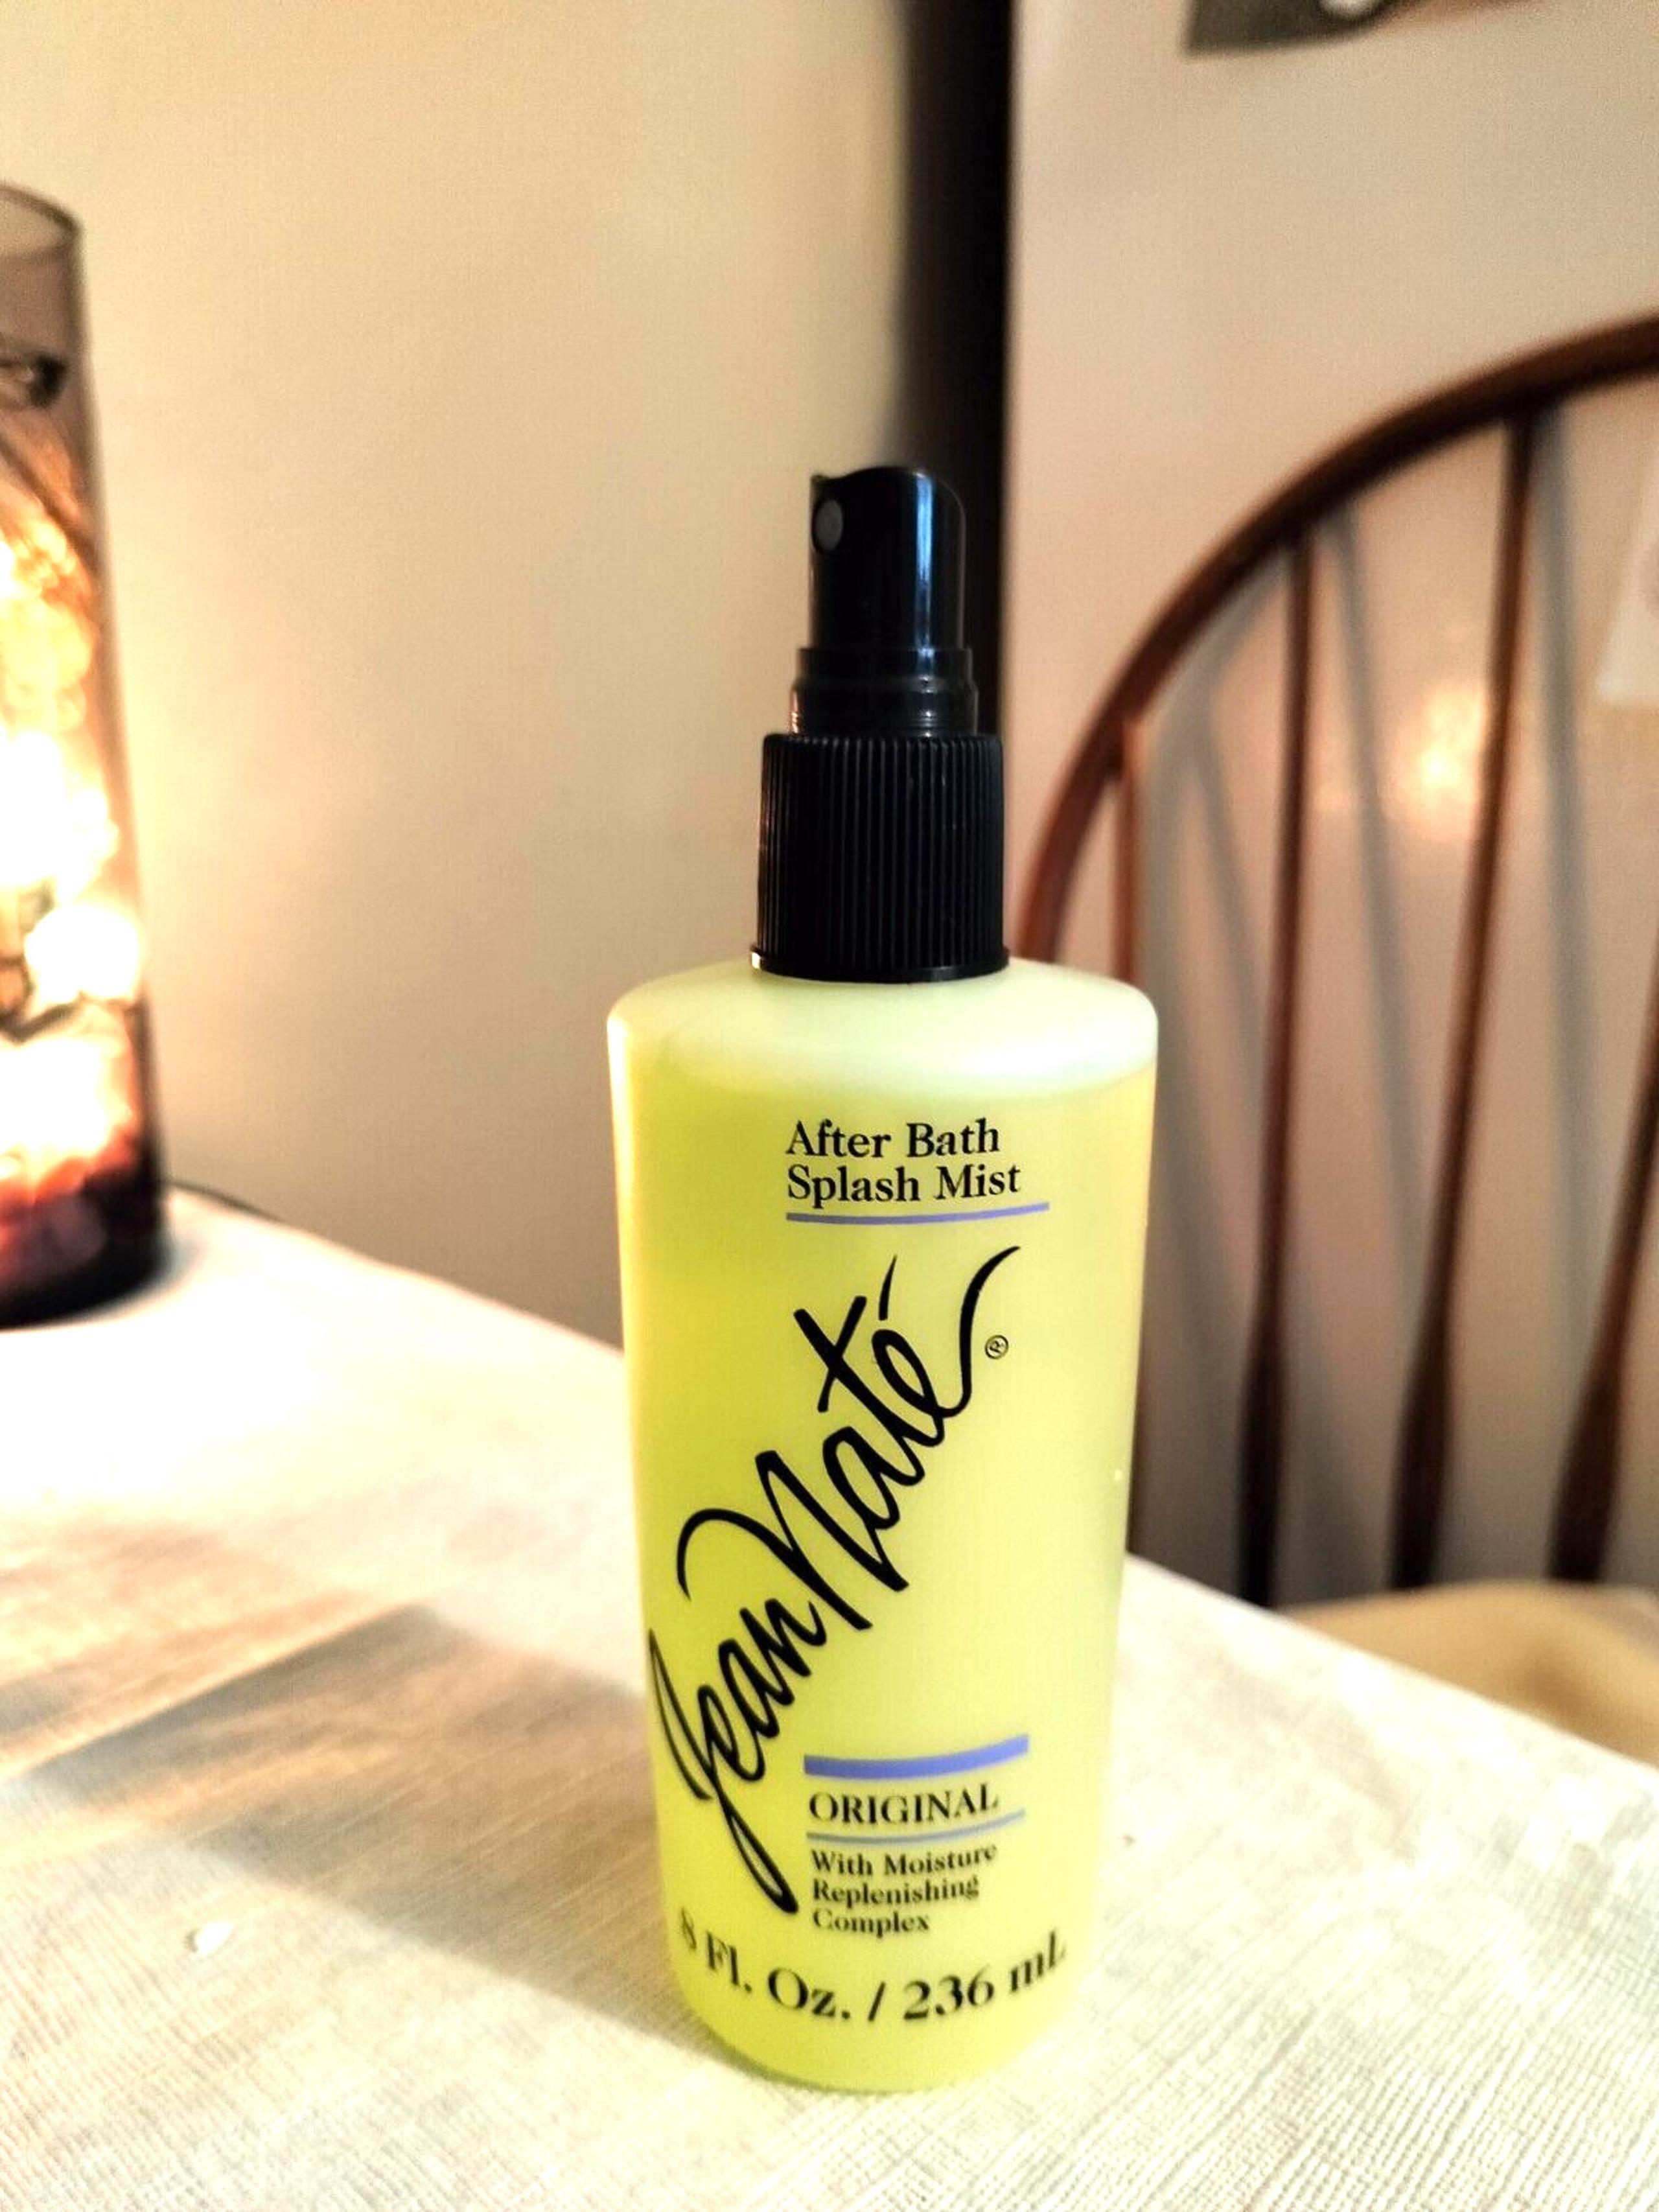 After Bath
Splash Mist
Jean Naté®
ORIGINAL
With Moisture
Replenishing
Complex
8 Fl. Oz. / 236 mL